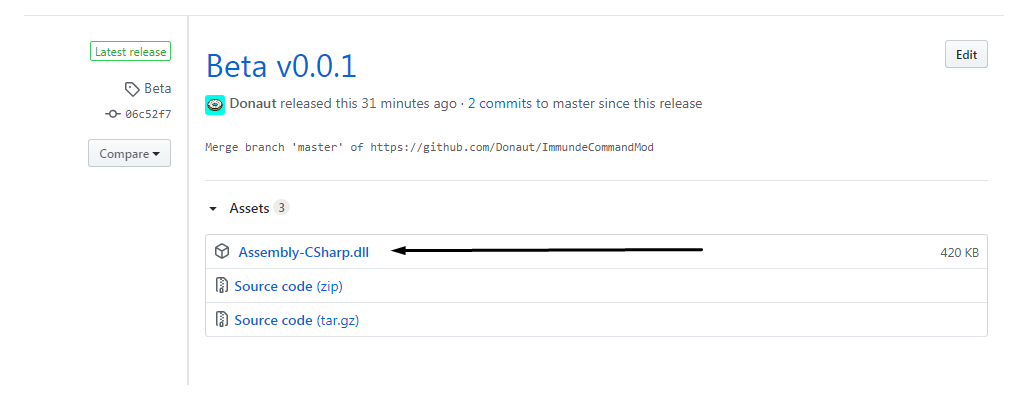 Latest release
Beta
06c52f7
Compare
Beta v0.0.1
Edit
Donaut released this 31 minutes ago · 2 commits to master since this release
Merge branch 'master' of https://github.com/Donaut/ImmundeCommandMod
Assets 3
Assembly-CSharp.dll 420 KB
Source code (zip)
Source code (tar.gz)